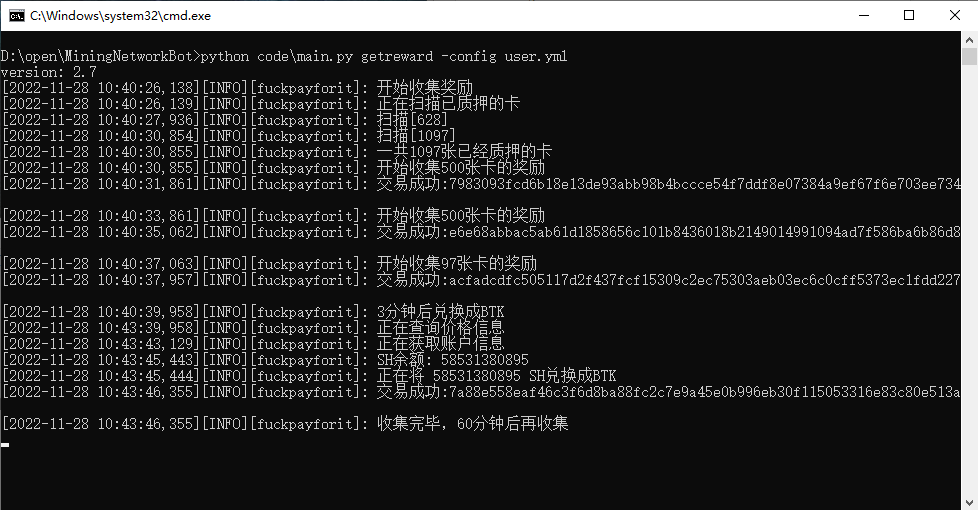 C:\Windows\system32\cmd.exe
D:\open\MiningNetworkBot>python code\main.py getreward -config user.yml
version: 2.7
[2022-11-28 10:40:26,138][INFO][fuckpayforit]: 开始收集奖励
[2022-11-28 10:40:26,139][INFO][fuckpayforit]: 正在扫描已质押的卡
[2022-11-28 10:40:27,936][INFO][fuckpayforit]: 扫描[628]
[2022-11-28 10:40:30,854][INFO][fuckpayforit]: 扫描[1097]
[2022-11-28 10:40:30,855][INFO][fuckpayforit]: 一共1097张已经质押的卡
[2022-11-28 10:40:30,855][INFO][fuckpayforit]: 开始收集500张卡的奖励
[2022-11-28 10:40:31,861][INFO][fuckpayforit]: 交易成功:7983093fcd6b18e13de93abb98b4bccce54f7ddf8e07384a9ef67f6e703ee734
[2022-11-28 10:40:33,861][INFO][fuckpayforit]: 开始收集500张卡的奖励
[2022-11-28 10:40:35,062][INFO][fuckpayforit]: 交易成功:e6e68abbac5ab61d1858656c101b8436018b2149014991094ad7f586ba6b86d8
[2022-11-28 10:40:37,063][INFO][fuckpayforit]: 开始收集97张卡的奖励
[2022-11-28 10:40:37,957][INFO][fuckpayforit]: 交易成功:acfadcdfc505117d2f437fcf15309c2ec75303aeb03ec6c0cff5373ec1fdd227
[2022-11-28 10:40:39,958][INFO][fuckpayforit]: 3分钟后兑换成BTK
[2022-11-28 10:43:39,958][INFO][fuckpayforit]: 正在查询价格信息
[2022-11-28 10:43:43,129][INFO][fuckpayforit]: 正在获取账户信息
[2022-11-28 10:43:45,443][INFO][fuckpayforit]: SH余额: 58531380895
[2022-11-28 10:43:45,444][INFO][fuckpayforit]: 正在将 58531380895 SH兑换成BTK
[2022-11-28 10:43:46,355][INFO][fuckpayforit]: 交易成功:7a88e558eaf46c3f6d8ba88fc2c7e9a45e0b996eb30f115053316e83c80e513a
[2022-11-28 10:43:46,355][INFO][fuckpayforit]: 收集完毕，60分钟后再收集